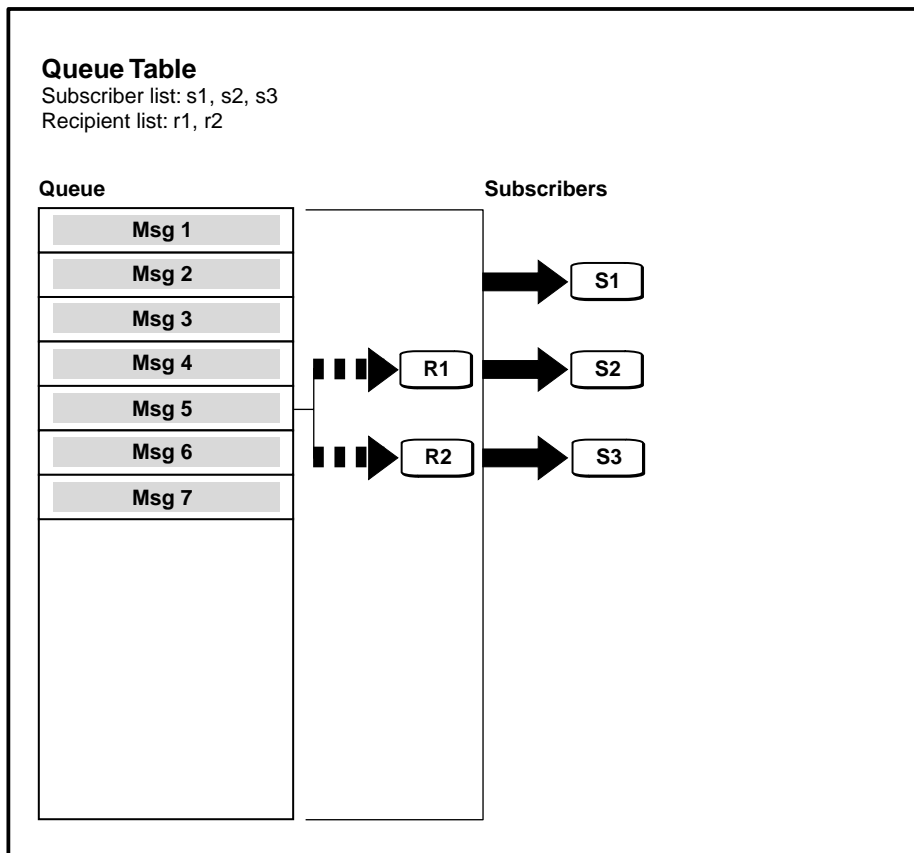 Queue Table
Subscriber list: s1, s2, s3
Recipient list: r1, r2
Queue
Subscribers
Msg 1
Msg 2
S1
Msg 3
Msg 4
R1
S2
Msg 5
Msg 6
R2
S3
Msg 7